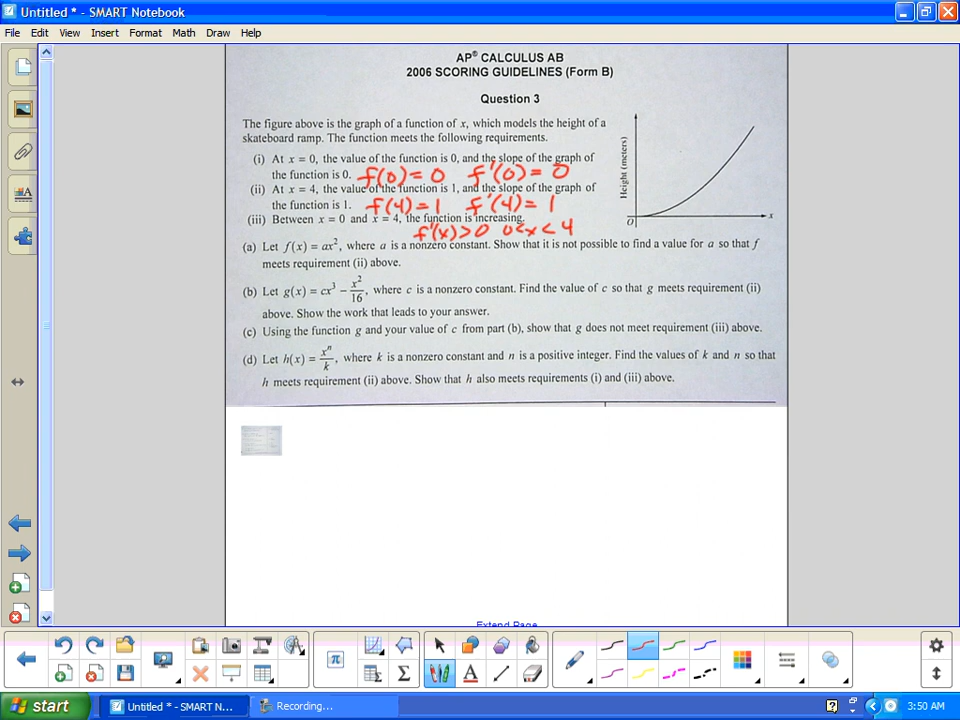 Untitled * - SMART Notebook
File Edit View Insert Format Math Draw Help
AP® CALCULUS AB
2006 SCORING GUIDELINES (Form B)
Question 3
The figure above is the graph of a function of x, which models the height of a
skateboard ramp. The function meets the following requirements.
(i) At x = 0, the value of the function is 0, and the slope of the graph of
the function is 0. f(0) = 0 f'(0) = 0
(ii) At x = 4, the value of the function is 1, and the slope of the graph of
the function is 1. f(4) = 1 f'(4) = 1
(iii) Between x = 0 and x = 4, the function is increasing.
f'(x) > 0 0 < x < 4
Height (meters)
O
x
(a) Let f(x) = ax², where a is a nonzero constant. Show that it is not possible to find a value for a so that f
meets requirement (ii) above.
(b) Let g(x) = cx³ − x²/16, where c is a nonzero constant. Find the value of c so that g meets requirement (ii)
above. Show the work that leads to your answer.
(c) Using the function g and your value of c from part (b), show that g does not meet requirement (iii) above.
(d) Let h(x) = xⁿ/k, where k is a nonzero constant and n is a positive integer. Find the values of k and n so that
h meets requirement (ii) above. Show that h also meets requirements (i) and (iii) above.
Extend Page
π Σ A
start Untitled * - SMART N... Recording... 3:50 AM